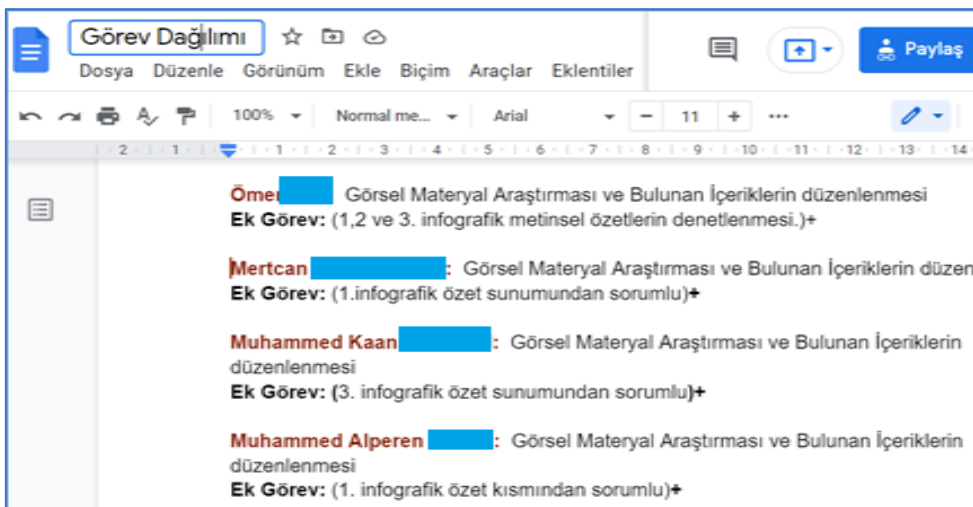 Görev Dağılımı
Dosya Düzenle Görünüm Ekle Biçim Araçlar Eklentiler
Paylaş
100% Normal me... Arial - 11 + ...
2 1 1 2 3 4 5 6 7 8 9 10 11 12 13 14
Ömer Görsel Materyal Araştırması ve Bulunan İçeriklerin düzenlenmesi
Ek Görev: (1,2 ve 3. infografik metinsel özetlerin denetlenmesi.)+
Mertcan : Görsel Materyal Araştırması ve Bulunan İçeriklerin düzen
Ek Görev: (1.infografik özet sunumundan sorumlu)+
Muhammed Kaan : Görsel Materyal Araştırması ve Bulunan İçeriklerin
düzenlenmesi
Ek Görev: (3. infografik özet sunumundan sorumlu)+
Muhammed Alperen : Görsel Materyal Araştırması ve Bulunan İçeriklerin
düzenlenmesi
Ek Görev: (1. infografik özet kısmından sorumlu)+